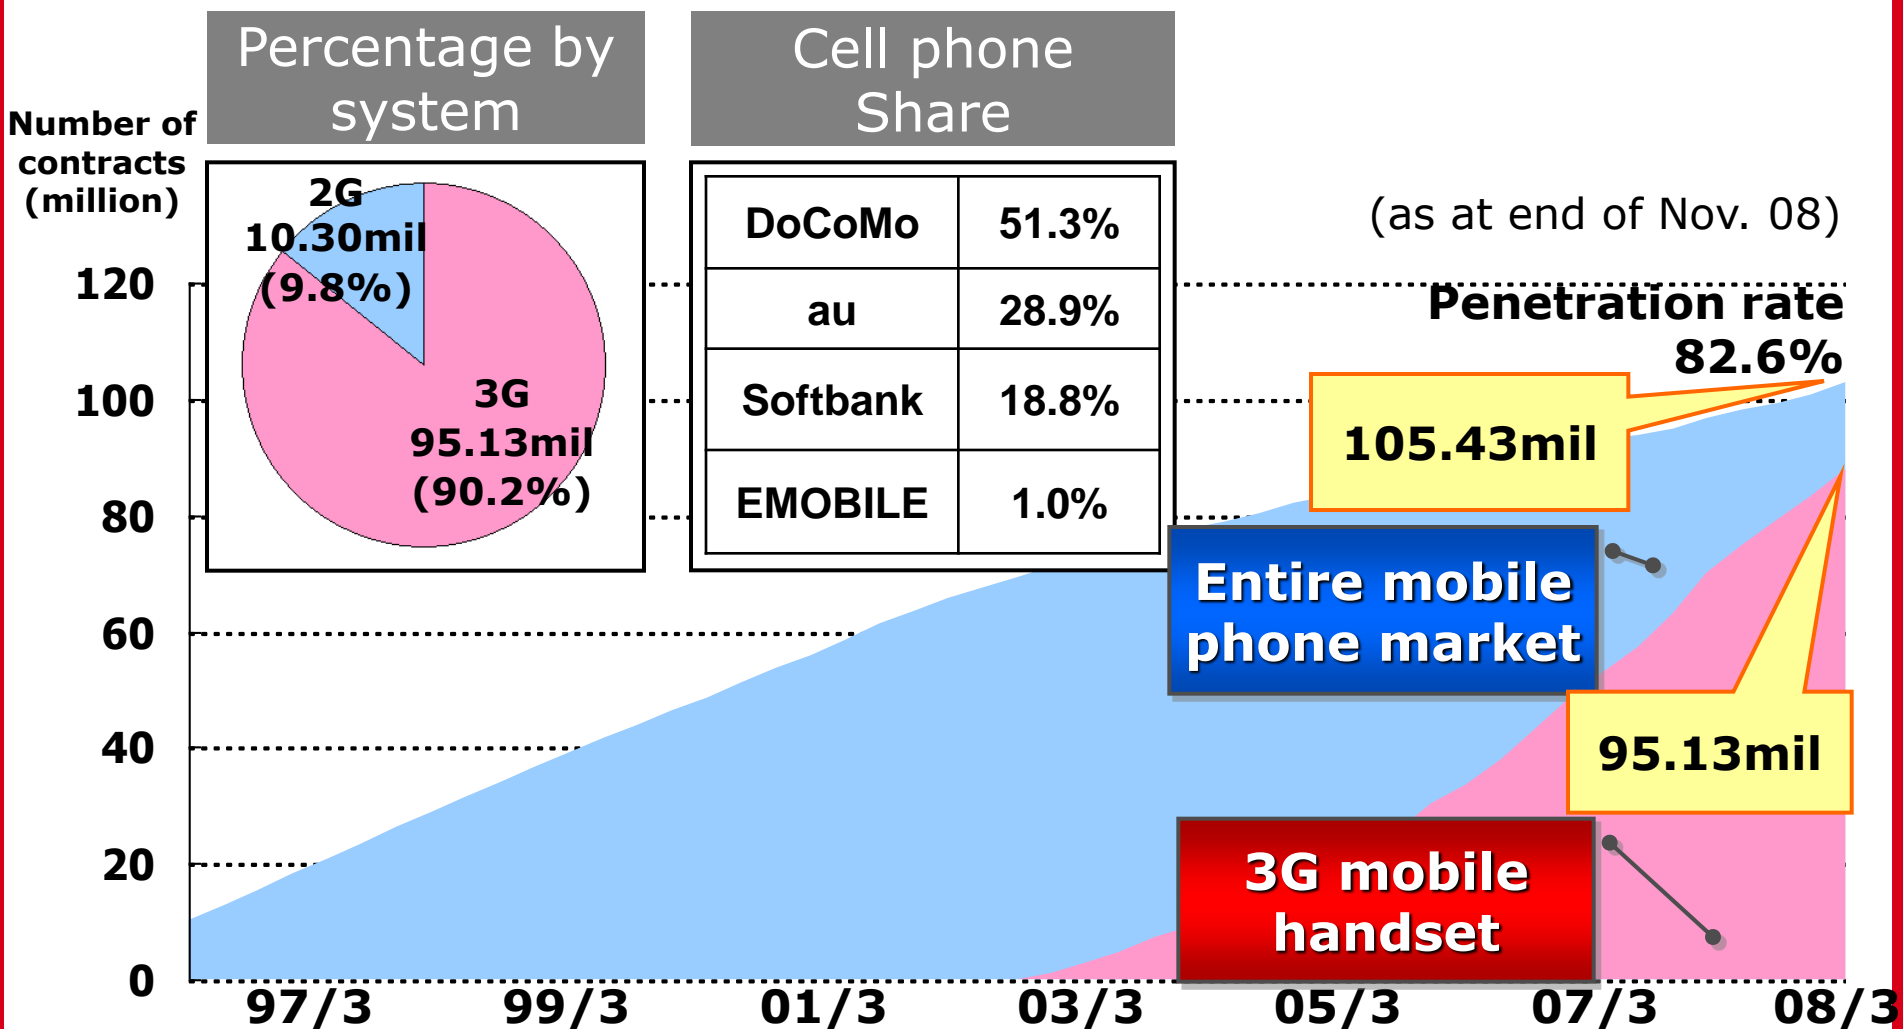 Percentage by
system
Cell phone
Share
Number of
contracts
(million)
2G
10.30mil
(9.8%)
3G
95.13mil
(90.2%)
DoCoMo 51.3%
au 28.9%
Softbank 18.8%
EMOBILE 1.0%
(as at end of Nov. 08)
Penetration rate
82.6%
105.43mil
Entire mobile
phone market
95.13mil
3G mobile
handset
120
100
80
60
40
20
0
97/3 99/3 01/3 03/3 05/3 07/3 08/3